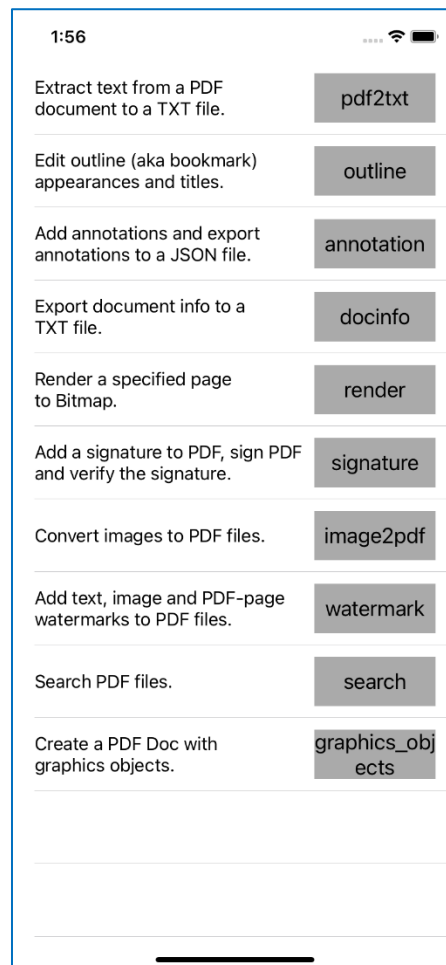 1:56
Extract text from a PDF
document to a TXT file.
pdf2txt
Edit outline (aka bookmark)
appearances and titles.
outline
Add annotations and export
annotations to a JSON file.
annotation
Export document info to a
TXT file.
docinfo
Render a specified page
to Bitmap.
render
Add a signature to PDF, sign PDF
and verify the signature.
signature
Convert images to PDF files.
image2pdf
Add text, image and PDF-page
watermarks to PDF files.
watermark
Search PDF files.
search
Create a PDF Doc with
graphics objects.
graphics_obj
ects